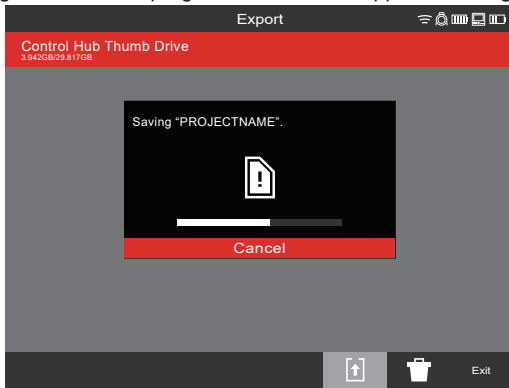 Export
Control Hub Thumb Drive
3.942GB/29.817GB
Saving “PROJECTNAME”.
Cancel
Exit